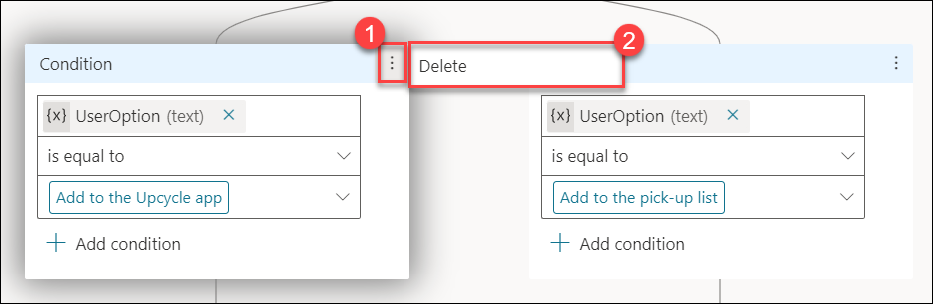 1
2
Condition
Delete
{x} UserOption (text)
is equal to
Add to the Upcycle app
Add condition
{x} UserOption (text)
is equal to
Add to the pick-up list
Add condition